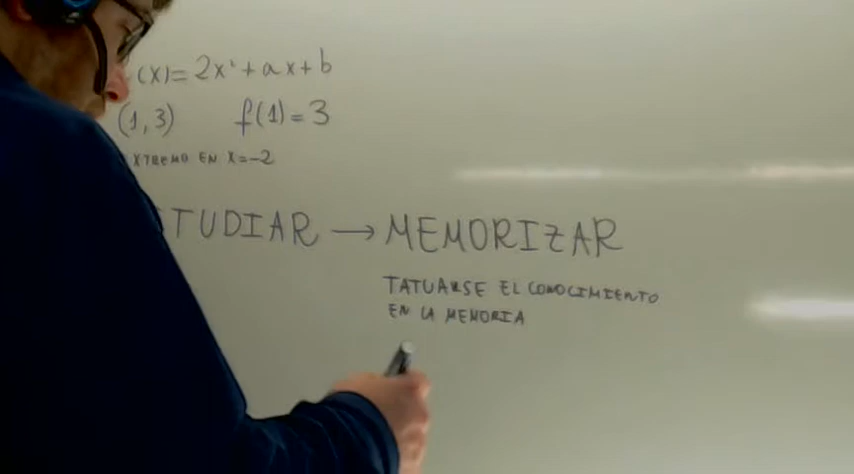 (x)= 2x² + ax + b
(1,3) f(1) = 3
XTREMO EN X=-2
TUDIAR → MEMORIZAR
TATUARSE EL CONOCIMIENTO
EN LA MEMORIA